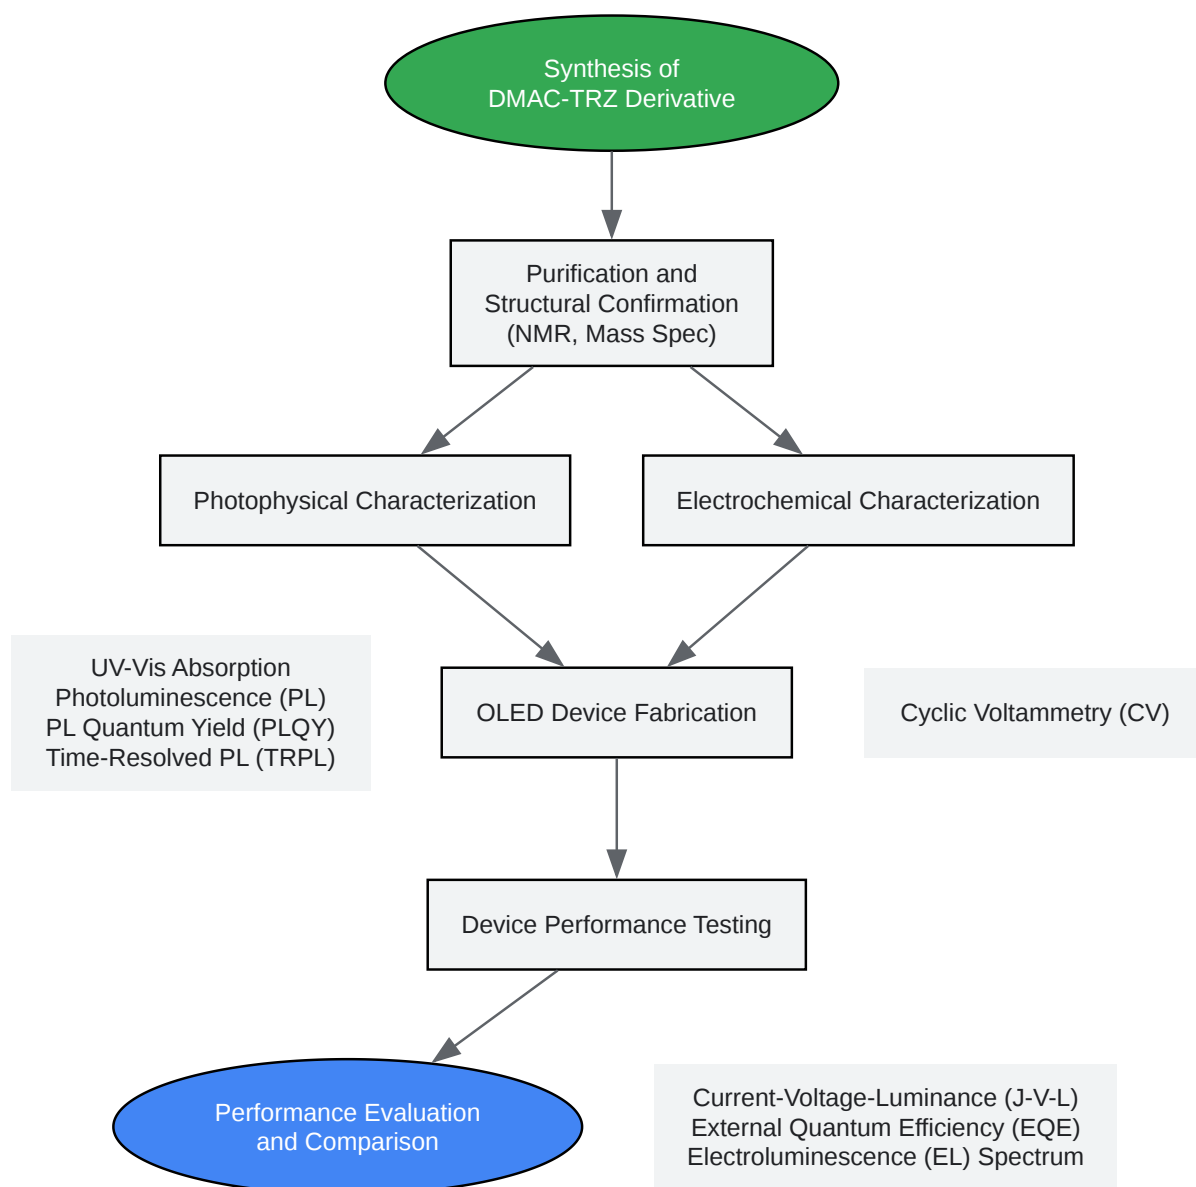 Synthesis of
DMAC-TRZ Derivative
Purification and
Structural Confirmation
(NMR, Mass Spec)
Photophysical Characterization
Electrochemical Characterization
UV-Vis Absorption
Photoluminescence (PL)
PL Quantum Yield (PLQY)
Time-Resolved PL (TRPL)
OLED Device Fabrication
Cyclic Voltammetry (CV)
Device Performance Testing
Performance Evaluation
and Comparison
Current-Voltage-Luminance (J-V-L)
External Quantum Efficiency (EQE)
Electroluminescence (EL) Spectrum